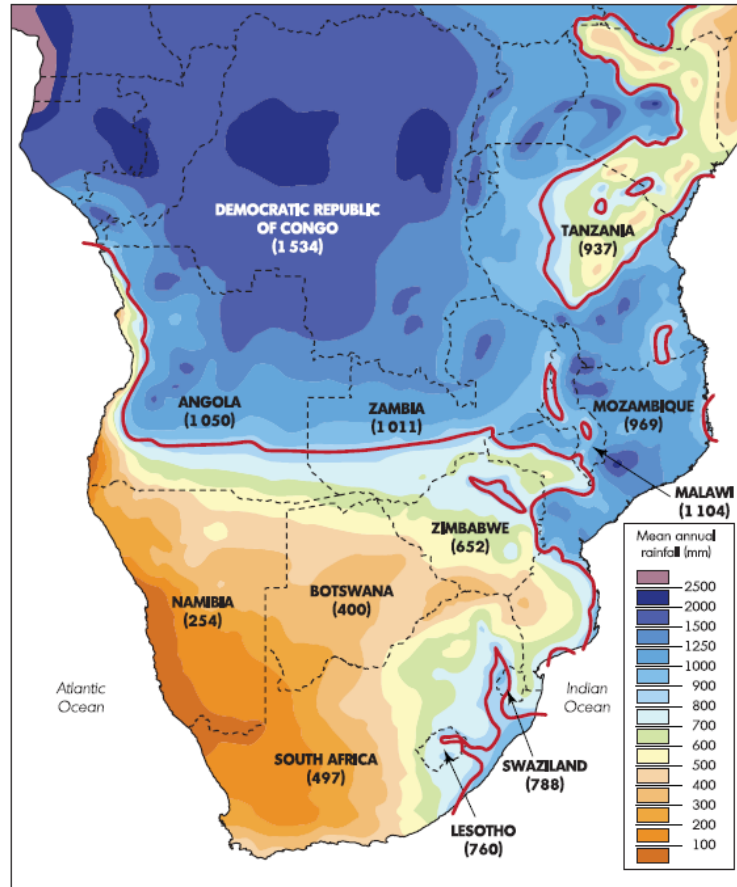 DEMOCRATIC REPUBLIC
OF CONGO
(1 534)
TANZANIA
(937)
ANGOLA
(1 050)
ZAMBIA
(1 011)
MOZAMBIQUE
(969)
MALAWI
(1 104)
ZIMBABWE
(652)
BOTSWANA
(400)
NAMIBIA
(254)
Atlantic
Ocean
Indian
Ocean
SOUTH AFRICA
(497)
SWAZILAND
(788)
LESOTHO
(760)
Mean annual
rainfall (mm)
2500
2000
1500
1250
1000
900
800
700
600
500
400
300
200
100